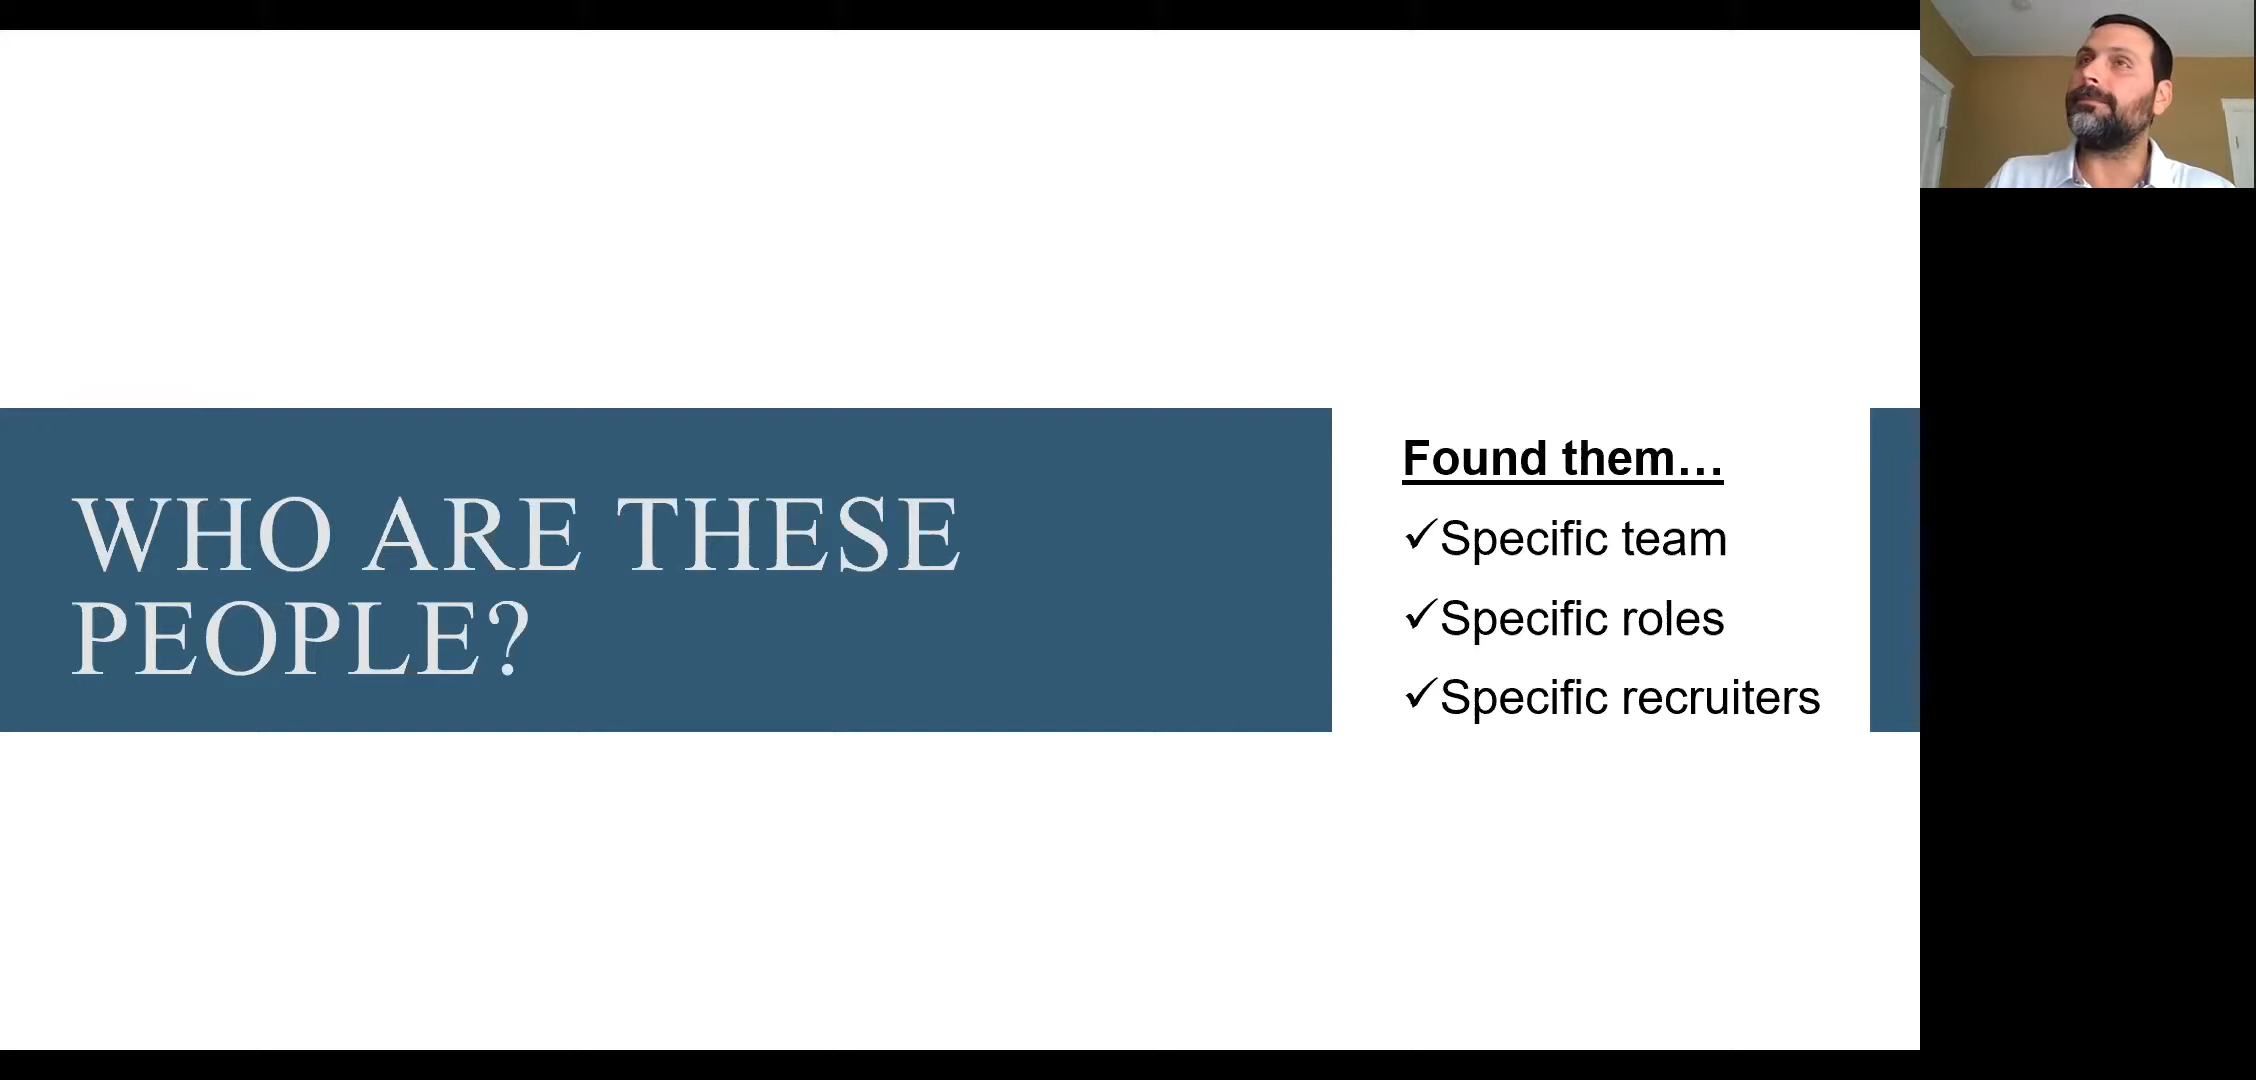 WHO ARE THESE
PEOPLE?
Found them…
✓Specific team
✓Specific roles
✓Specific recruiters